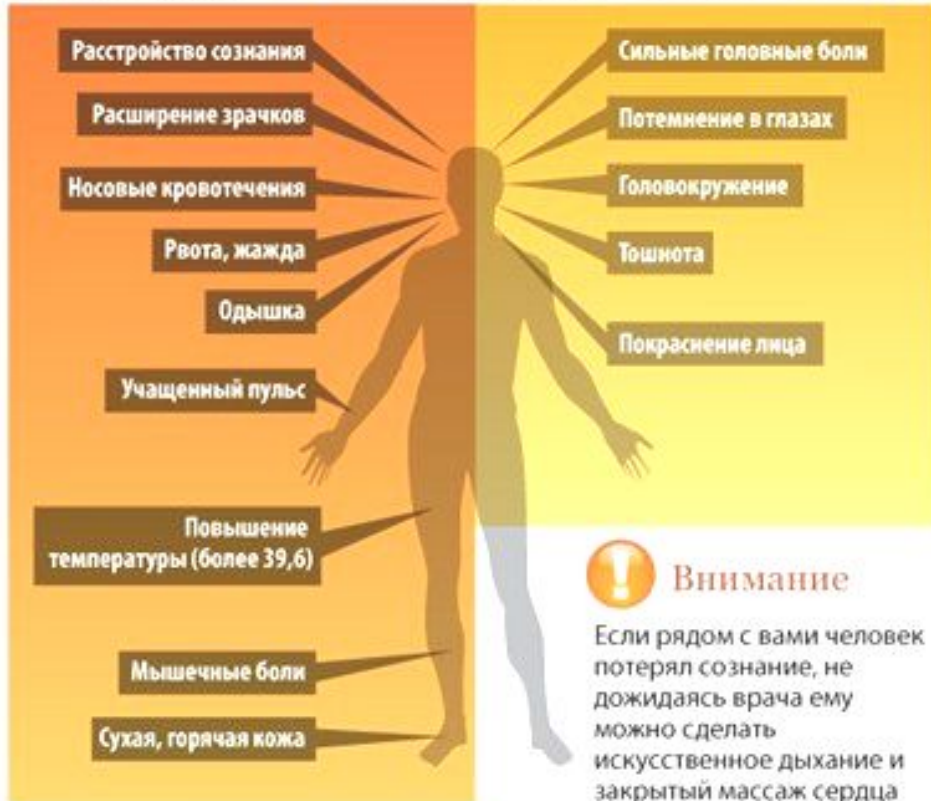 Расстройство сознания
Расширение зрачков
Носовые кровотечения
Рвота, жажда
Одышка
Учащенный пульс
Повышение
температуры (более 39,6)
Мышечные боли
Сухая, горячая кожа
Сильные головные боли
Потемнение в глазах
Головокружение
Тошнота
Покраснение лица
! Внимание
Если рядом с вами человек
потерял сознание, не
дожидаясь врача ему
можно сделать
искусственное дыхание и
закрытый массаж сердца